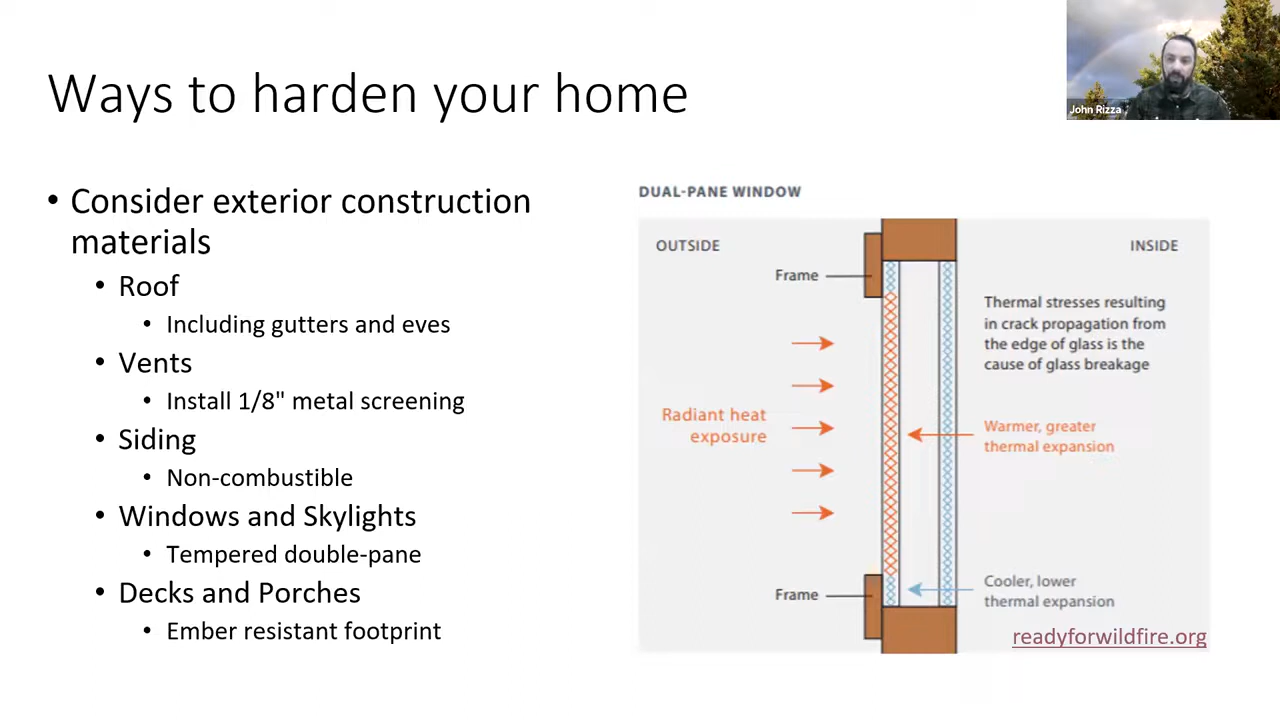 Ways to harden your home
John Rizza
• Consider exterior construction
materials
• Roof
• Including gutters and eves
• Vents
• Install 1/8" metal screening
• Siding
• Non-combustible
• Windows and Skylights
• Tempered double-pane
• Decks and Porches
• Ember resistant footprint
DUAL-PANE WINDOW
OUTSIDE
INSIDE
Frame
Thermal stresses resulting
in crack propagation from
the edge of glass is the
cause of glass breakage
Radiant heat
exposure
Warmer, greater
thermal expansion
Frame
Cooler, lower
thermal expansion
readyforwildfire.org